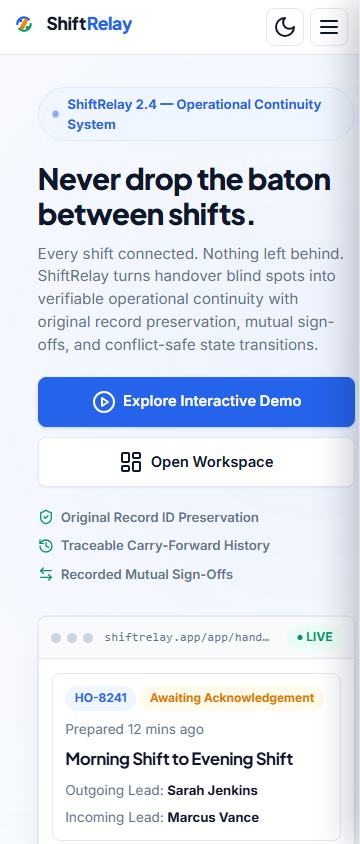 ShiftRelay
ShiftRelay 2.4 — Operational Continuity
System
Never drop the baton
between shifts.
Every shift connected. Nothing left behind.
ShiftRelay turns handover blind spots into
verifiable operational continuity with
original record preservation, mutual sign-
offs, and conflict-safe state transitions.
Explore Interactive Demo
Open Workspace
Original Record ID Preservation
Traceable Carry-Forward History
Recorded Mutual Sign-Offs
shiftrelay.app/app/hand… LIVE
HO-8241 Awaiting Acknowledgement
Prepared 12 mins ago
Morning Shift to Evening Shift
Outgoing Lead: Sarah Jenkins
Incoming Lead: Marcus Vance